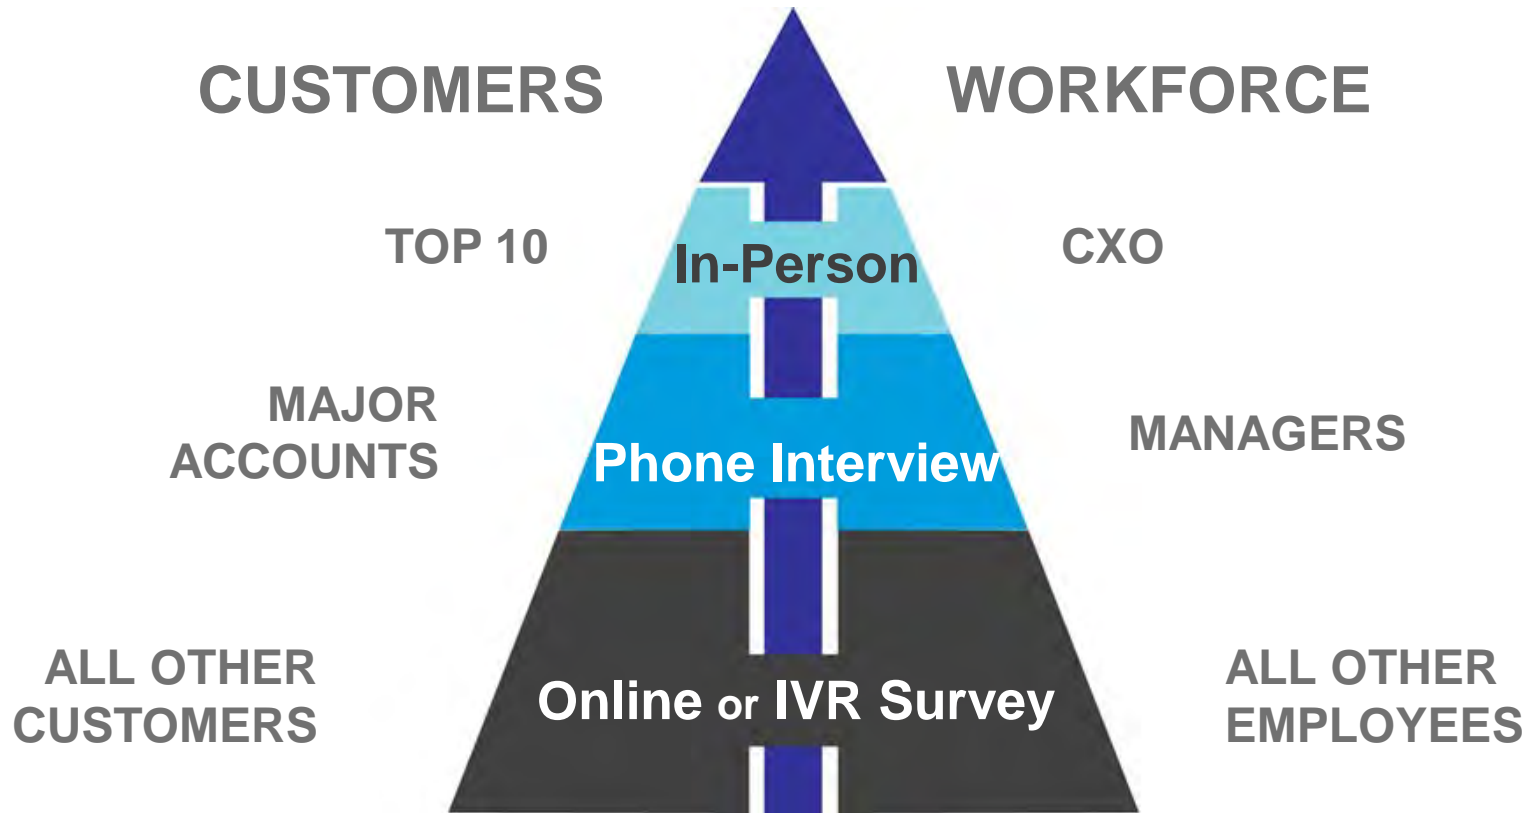 CUSTOMERS
WORKFORCE
TOP 10
In-Person
CXO
MAJOR
ACCOUNTS
Phone Interview
MANAGERS
ALL OTHER
CUSTOMERS
Online or IVR Survey
ALL OTHER
EMPLOYEES